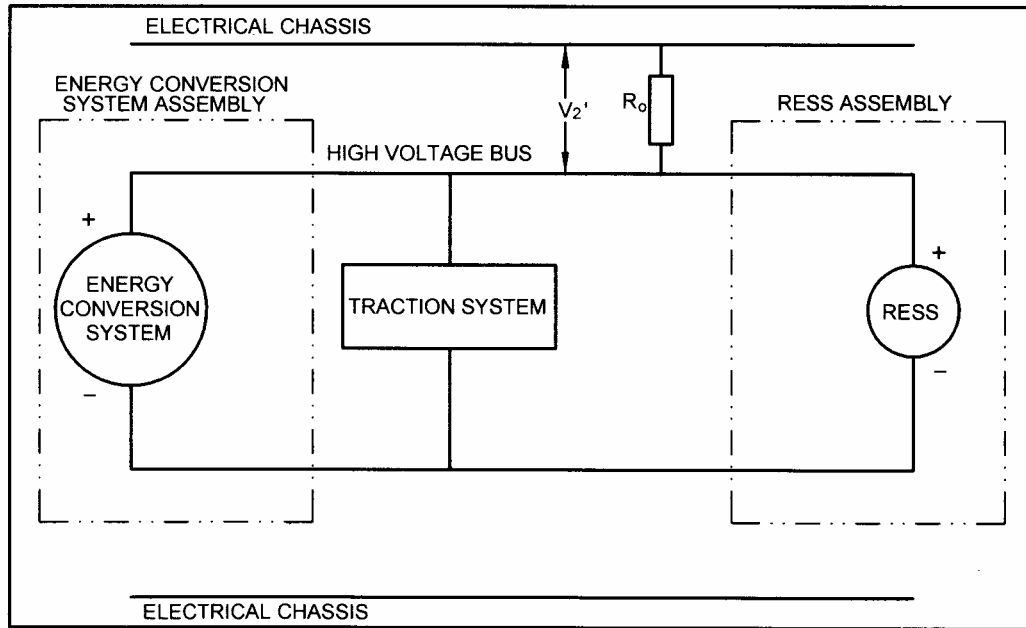 ELECTRICAL CHASSIS
ENERGY CONVERSION
SYSTEM ASSEMBLY
V₂'
Rₒ
RESS ASSEMBLY
HIGH VOLTAGE BUS
+
ENERGY
CONVERSION
SYSTEM
−
TRACTION SYSTEM
+
RESS
−
ELECTRICAL CHASSIS